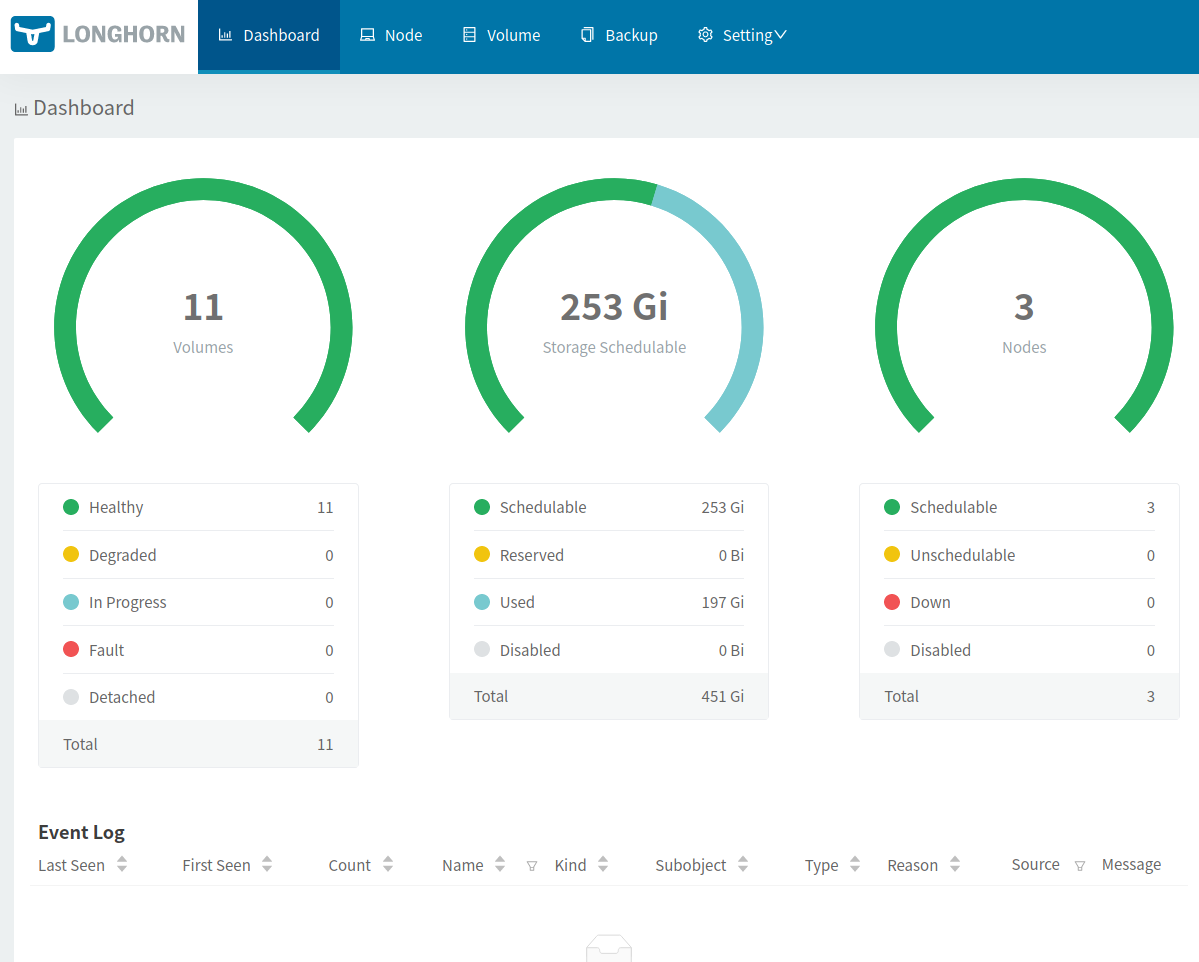 LONGHORN Dashboard Node Volume Backup Setting
Dashboard
11
Volumes
253 Gi
Storage Schedulable
3
Nodes
Healthy 11
Degraded 0
In Progress 0
Fault 0
Detached 0
Total 11
Schedulable 253 Gi
Reserved 0 Bi
Used 197 Gi
Disabled 0 Bi
Total 451 Gi
Schedulable 3
Unschedulable 0
Down 0
Disabled 0
Total 3
Event Log
Last Seen First Seen Count Name Kind Subobject Type Reason Source Message